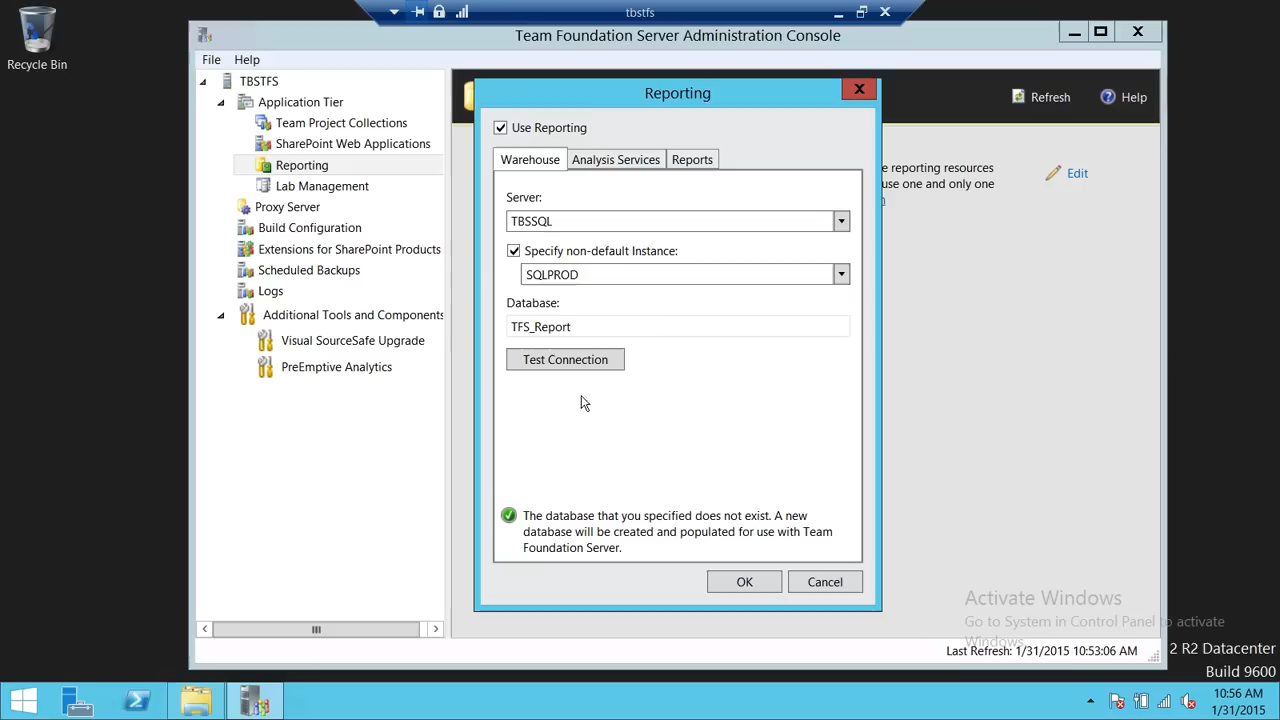 tbstfs
Recycle Bin
Team Foundation Server Administration Console
File Help
TBSTFS
Application Tier
Team Project Collections
SharePoint Web Applications
Reporting
Lab Management
Proxy Server
Build Configuration
Extensions for SharePoint Products
Scheduled Backups
Logs
Additional Tools and Components
Visual SourceSafe Upgrade
PreEmptive Analytics
Refresh
Help
e reporting resources
use one and only one
Edit
Reporting
Use Reporting
Warehouse Analysis Services Reports
Server:
TBSSQL
Specify non-default Instance:
SQLPROD
Database:
TFS_Report
Test Connection
The database that you specified does not exist. A new
database will be created and populated for use with Team
Foundation Server.
OK Cancel
Activate Windows
Go to System in Control Panel to activate
Windows.
Last Refresh: 1/31/2015 10:53:06 AM
2 R2 Datacenter
Build 9600
10:56 AM
1/31/2015